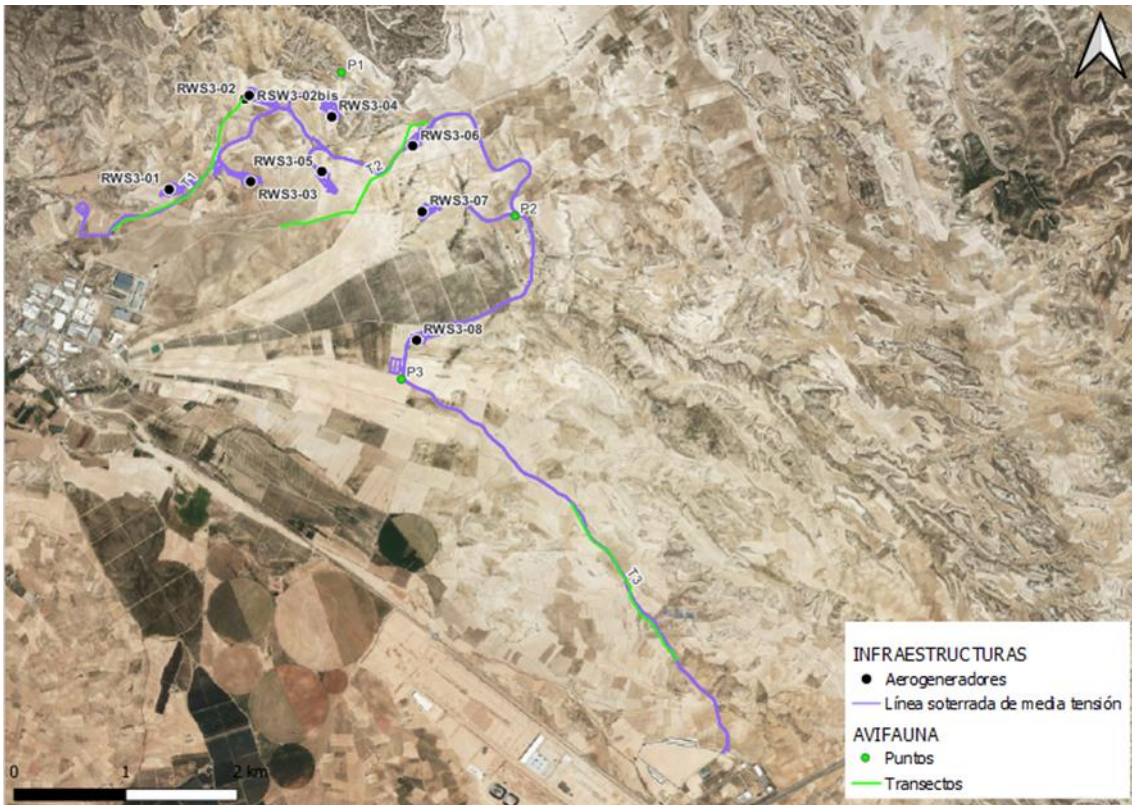 P1
RWS3-02
RSW3-02bis
RWS3-04
RWS3-06
T2
RWS3-05
RWS3-01
T1
RWS3-03
RWS3-07
P2
RWS3-08
P3
T3
INFRAESTRUCTURAS
Aerogeneradores
Línea soterrada de media tensión
AVIFAUNA
Puntos
Transectos
0 1 2 km